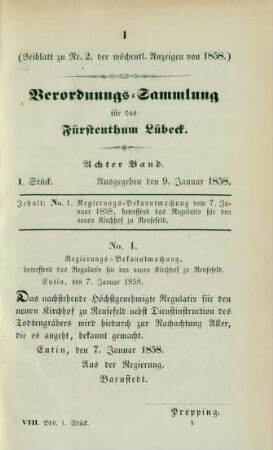 1
(Beiblatt zu Nr. 2. der wöchentl. Anzeigen von 1858.)
Verordnungs-Sammlung
für das
Fürstenthum Lübeck.
Achter Band.
1. Stück. Ausgegeben den 9. Januar 1858.
Inhalt: No. 1. Regierungs-Bekanntmachung vom 7. Ja-
nuar 1858, betreffend das Regulativ für den
neuen Kirchhof zu Rensefeld.
No. 1.
Regierungs-Bekanntmachung,
betreffend das Regulativ für den neuen Kirchhof zu Rensefeld.
Eutin, den 7. Januar 1858.
Das nachstehende Höchstgenehmigte Regulativ für den
neuen Kirchhof zu Rensefeld nebst Dienstinstruction des
Todtengräbers wird hiedurch zur Nachachtung Aller,
die es angeht, bekannt gemacht.
Eutin, den 7. Januar 1858.
Aus der Regierung.
Barnstedt.
Propping.
VIII. Bds. 1. Stück. 1